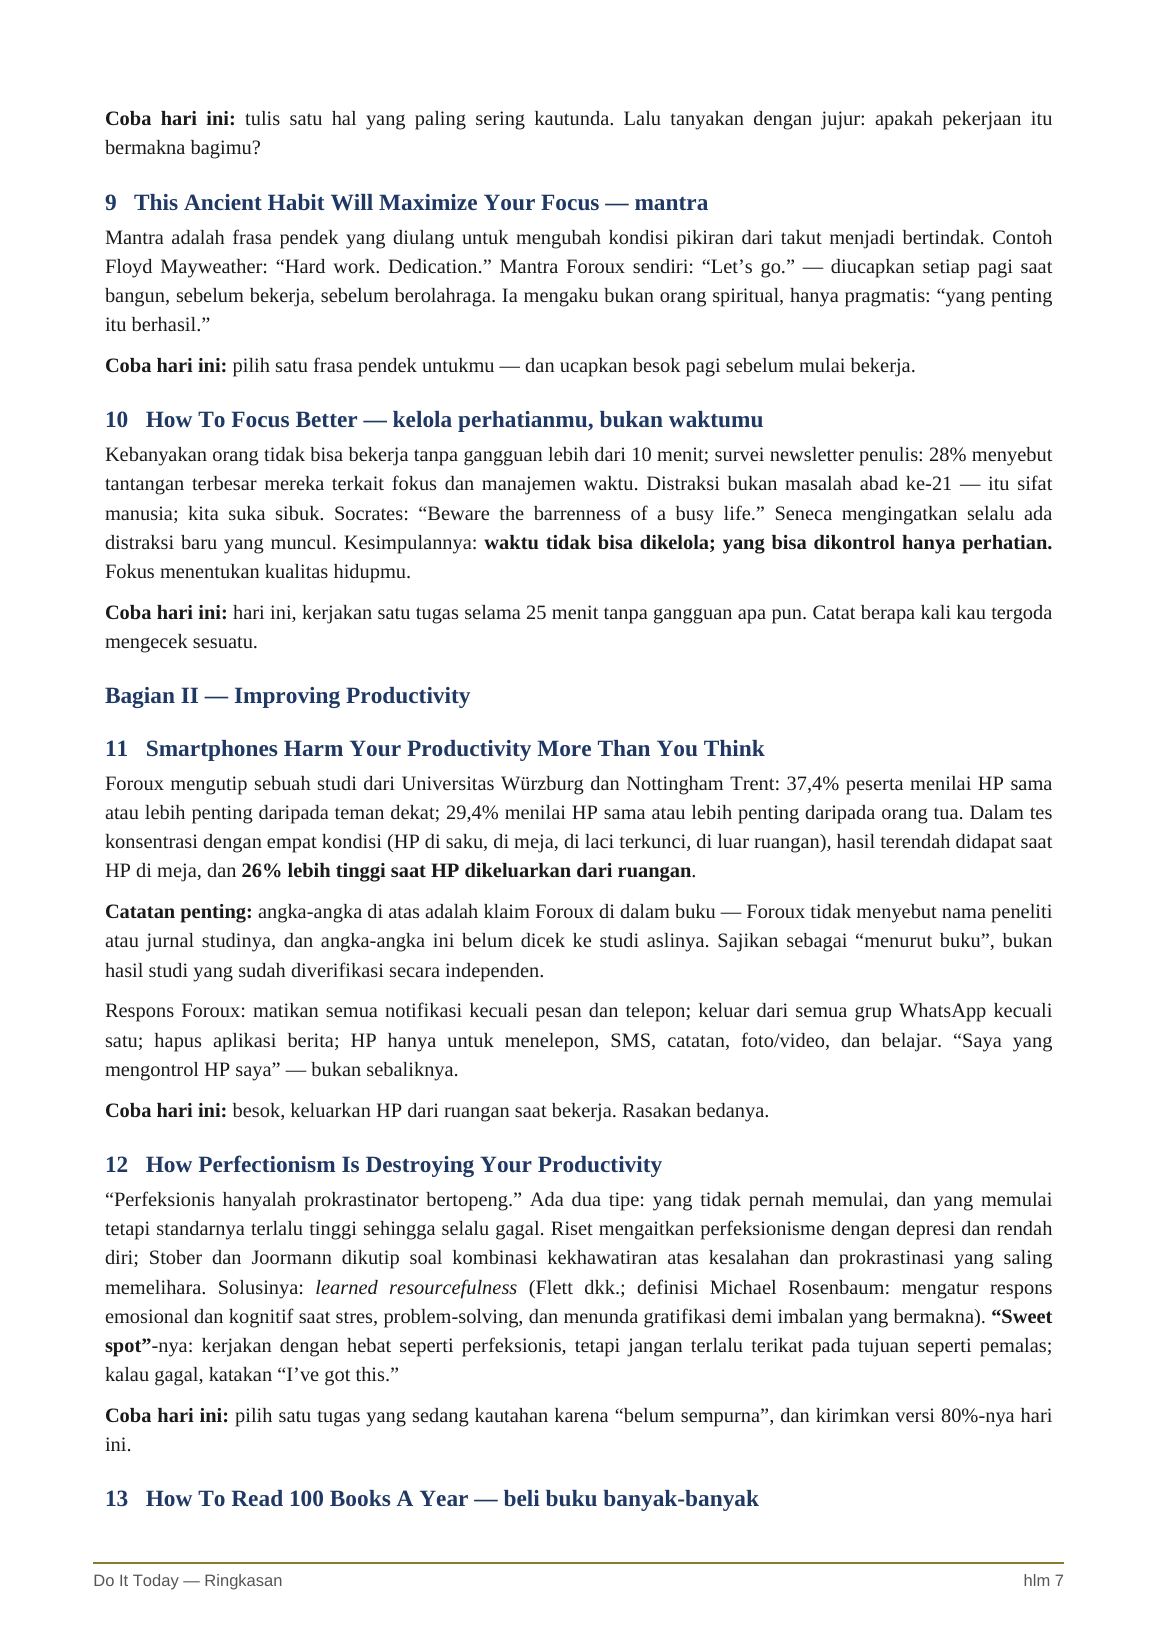 Coba hari ini: tulis satu hal yang paling sering kautunda. Lalu tanyakan dengan jujur: apakah pekerjaan itu
bermakna bagimu?
9 This Ancient Habit Will Maximize Your Focus — mantra
Mantra adalah frasa pendek yang diulang untuk mengubah kondisi pikiran dari takut menjadi bertindak. Contoh
Floyd Mayweather: “Hard work. Dedication.” Mantra Foroux sendiri: “Let’s go.” — diucapkan setiap pagi saat
bangun, sebelum bekerja, sebelum berolahraga. Ia mengaku bukan orang spiritual, hanya pragmatis: “yang penting
itu berhasil.”
Coba hari ini: pilih satu frasa pendek untukmu — dan ucapkan besok pagi sebelum mulai bekerja.
10 How To Focus Better — kelola perhatianmu, bukan waktumu
Kebanyakan orang tidak bisa bekerja tanpa gangguan lebih dari 10 menit; survei newsletter penulis: 28% menyebut
tantangan terbesar mereka terkait fokus dan manajemen waktu. Distraksi bukan masalah abad ke-21 — itu sifat
manusia; kita suka sibuk. Socrates: “Beware the barrenness of a busy life.” Seneca mengingatkan selalu ada
distraksi baru yang muncul. Kesimpulannya: waktu tidak bisa dikelola; yang bisa dikontrol hanya perhatian.
Fokus menentukan kualitas hidupmu.
Coba hari ini: hari ini, kerjakan satu tugas selama 25 menit tanpa gangguan apa pun. Catat berapa kali kau tergoda
mengecek sesuatu.
Bagian II — Improving Productivity
11 Smartphones Harm Your Productivity More Than You Think
Foroux mengutip sebuah studi dari Universitas Würzburg dan Nottingham Trent: 37,4% peserta menilai HP sama
atau lebih penting daripada teman dekat; 29,4% menilai HP sama atau lebih penting daripada orang tua. Dalam tes
konsentrasi dengan empat kondisi (HP di saku, di meja, di laci terkunci, di luar ruangan), hasil terendah didapat saat
HP di meja, dan 26% lebih tinggi saat HP dikeluarkan dari ruangan.
Catatan penting: angka-angka di atas adalah klaim Foroux di dalam buku — Foroux tidak menyebut nama peneliti
atau jurnal studinya, dan angka-angka ini belum dicek ke studi aslinya. Sajikan sebagai “menurut buku”, bukan
hasil studi yang sudah diverifikasi secara independen.
Respons Foroux: matikan semua notifikasi kecuali pesan dan telepon; keluar dari semua grup WhatsApp kecuali
satu; hapus aplikasi berita; HP hanya untuk menelepon, SMS, catatan, foto/video, dan belajar. “Saya yang
mengontrol HP saya” — bukan sebaliknya.
Coba hari ini: besok, keluarkan HP dari ruangan saat bekerja. Rasakan bedanya.
12 How Perfectionism Is Destroying Your Productivity
“Perfeksionis hanyalah prokrastinator bertopeng.” Ada dua tipe: yang tidak pernah memulai, dan yang memulai
tetapi standarnya terlalu tinggi sehingga selalu gagal. Riset mengaitkan perfeksionisme dengan depresi dan rendah
diri; Stober dan Joormann dikutip soal kombinasi kekhawatiran atas kesalahan dan prokrastinasi yang saling
memelihara. Solusinya: learned resourcefulness (Flett dkk.; definisi Michael Rosenbaum: mengatur respons
emosional dan kognitif saat stres, problem-solving, dan menunda gratifikasi demi imbalan yang bermakna). “Sweet
spot”-nya: kerjakan dengan hebat seperti perfeksionis, tetapi jangan terlalu terikat pada tujuan seperti pemalas;
kalau gagal, katakan “I’ve got this.”
Coba hari ini: pilih satu tugas yang sedang kautahan karena “belum sempurna”, dan kirimkan versi 80%-nya hari
ini.
13 How To Read 100 Books A Year — beli buku banyak-banyak
Do It Today — Ringkasan
hlm 7